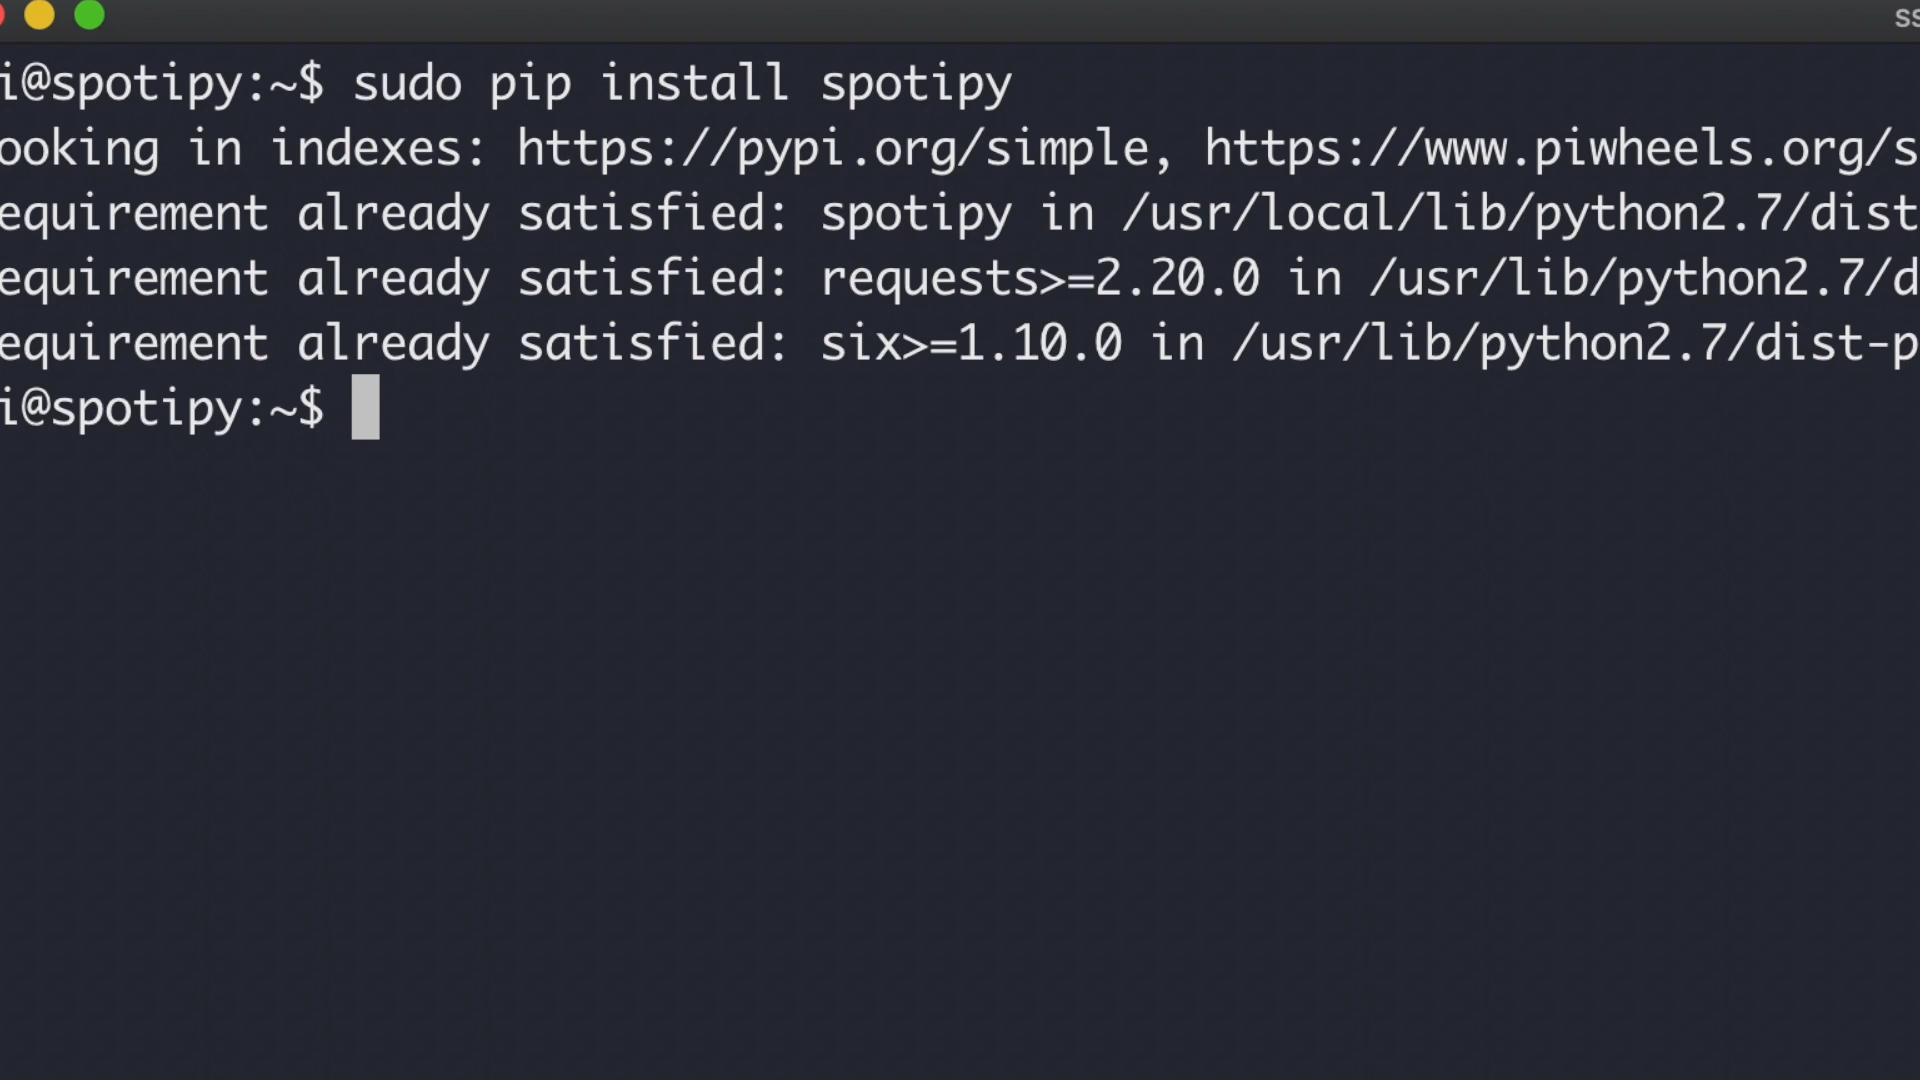 i@spotipy:~$ sudo pip install spotipy
ooking in indexes: https://pypi.org/simple, https://www.piwheels.org/s
equirement already satisfied: spotipy in /usr/local/lib/python2.7/dist
equirement already satisfied: requests>=2.20.0 in /usr/lib/python2.7/d
equirement already satisfied: six>=1.10.0 in /usr/lib/python2.7/dist-p
i@spotipy:~$